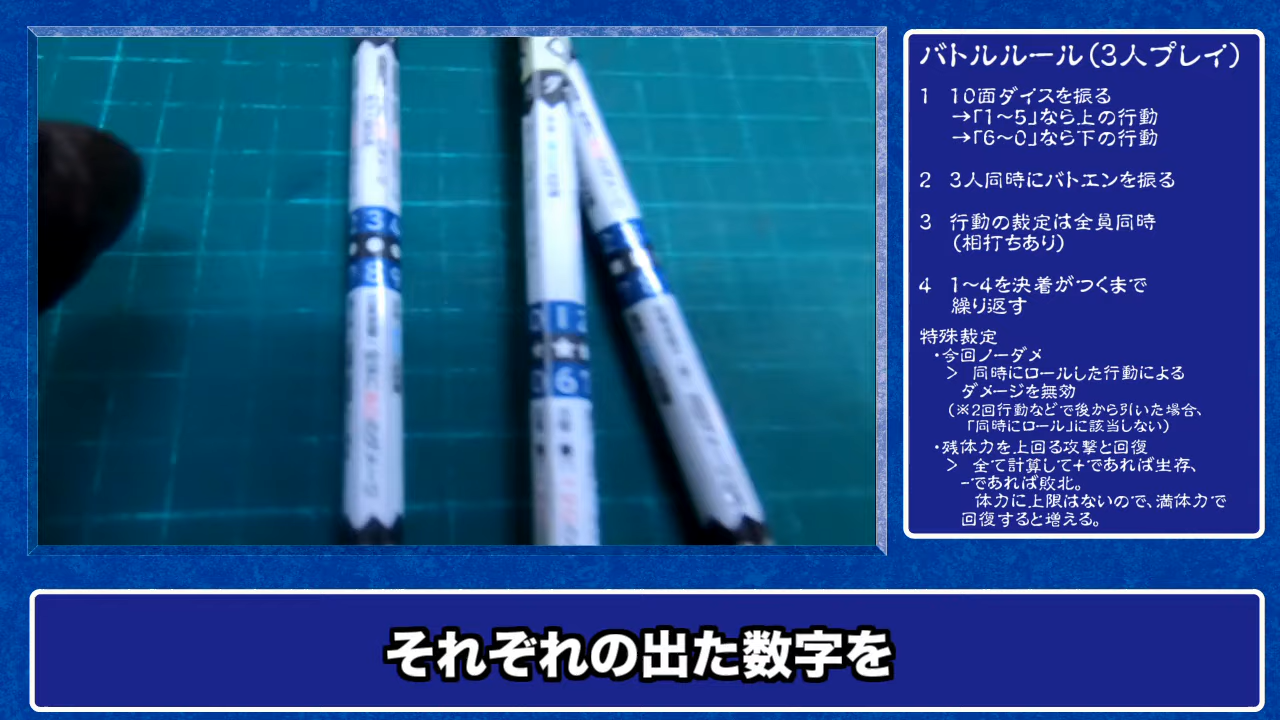 バトルルール(3人プレイ)
1 10面ダイスを振る
→「1～5」なら上の行動
→「6～0」なら下の行動
2 3人同時にバトエンを振る
3 行動の裁定は全員同時
(相打ちあり)
4 1～4を決着がつくまで
繰り返す
特殊裁定
・今回ノーダメ
> 同時にロールした行動による
ダメージを無効
(※2回行動などで後から引いた場合、
「同時にロール」に該当しない)
・残体力を上回る攻撃と回復
> 全て計算して+であれば生存、
-であれば敗北。
体力に上限はないので、満体力で
回復すると増える。
3
8
1 2
★
6
それぞれの出た数字を